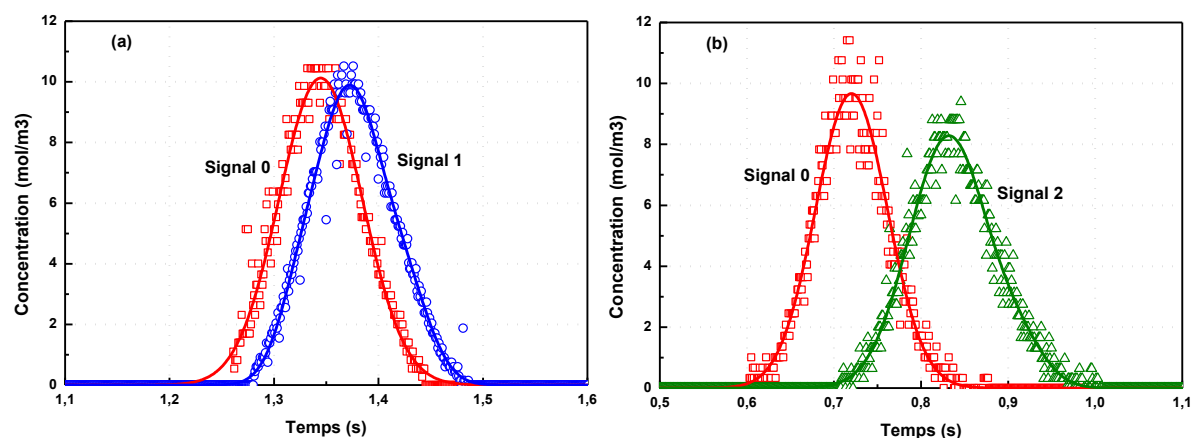 (a)
Concentration (mol/m3)
12
10
8
6
4
2
0
Signal 0
Signal 1
1,1 1,2 1,3 1,4 1,5 1,6
Temps (s)
(b)
Concentration (mol/m3)
12
10
8
6
4
2
0
Signal 0
Signal 2
0,5 0,6 0,7 0,8 0,9 1,0 1,1
Temps (s)